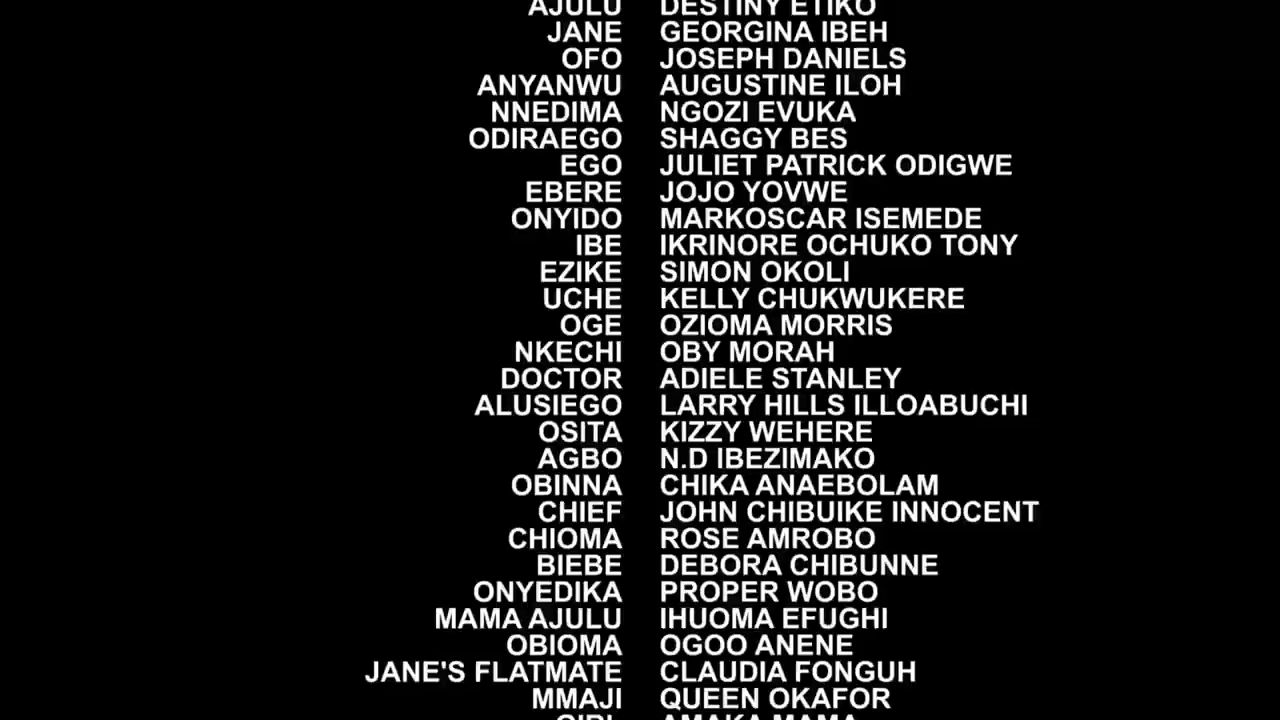 AJULU DESTINY ETIKO
JANE GEORGINA IBEH
OFO JOSEPH DANIELS
ANYANWU AUGUSTINE ILOH
NNEDIMA NGOZI EVUKA
ODIRAEGO SHAGGY BES
EGO JULIET PATRICK ODIGWE
EBERE JOJO YOVWE
ONYIDO MARKOSCAR ISEMEDE
IBE IKRINORE OCHUKO TONY
EZIKE SIMON OKOLI
UCHE KELLY CHUKWUKERE
OGE OZIOMA MORRIS
NKECHI OBY MORAH
DOCTOR ADIELE STANLEY
ALUSIEGO LARRY HILLS ILLOABUCHI
OSITA KIZZY WEHERE
AGBO N.D IBEZIMAKO
OBINNA CHIKA ANAEBOLAM
CHIEF JOHN CHIBUIKE INNOCENT
CHIOMA ROSE AMROBO
BIEBE DEBORA CHIBUNNE
ONYEDIKA PROPER WOBO
MAMA AJULU IHUOMA EFUGHI
OBIOMA OGOO ANENE
JANE'S FLATMATE CLAUDIA FONGUH
MMAJI QUEEN OKAFOR
GIRL AMAKA MAMA